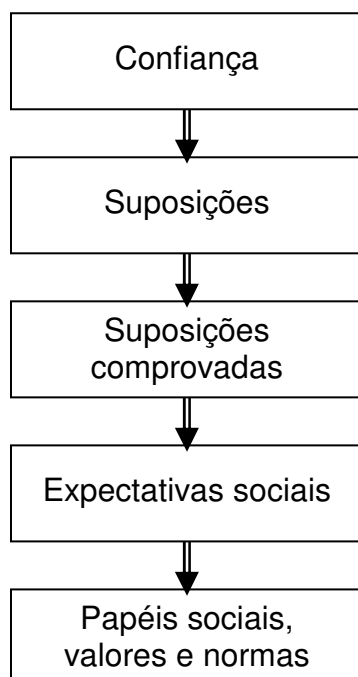 Confiança
Suposições
Suposições
comprovadas
Expectativas sociais
Papéis sociais,
valores e normas